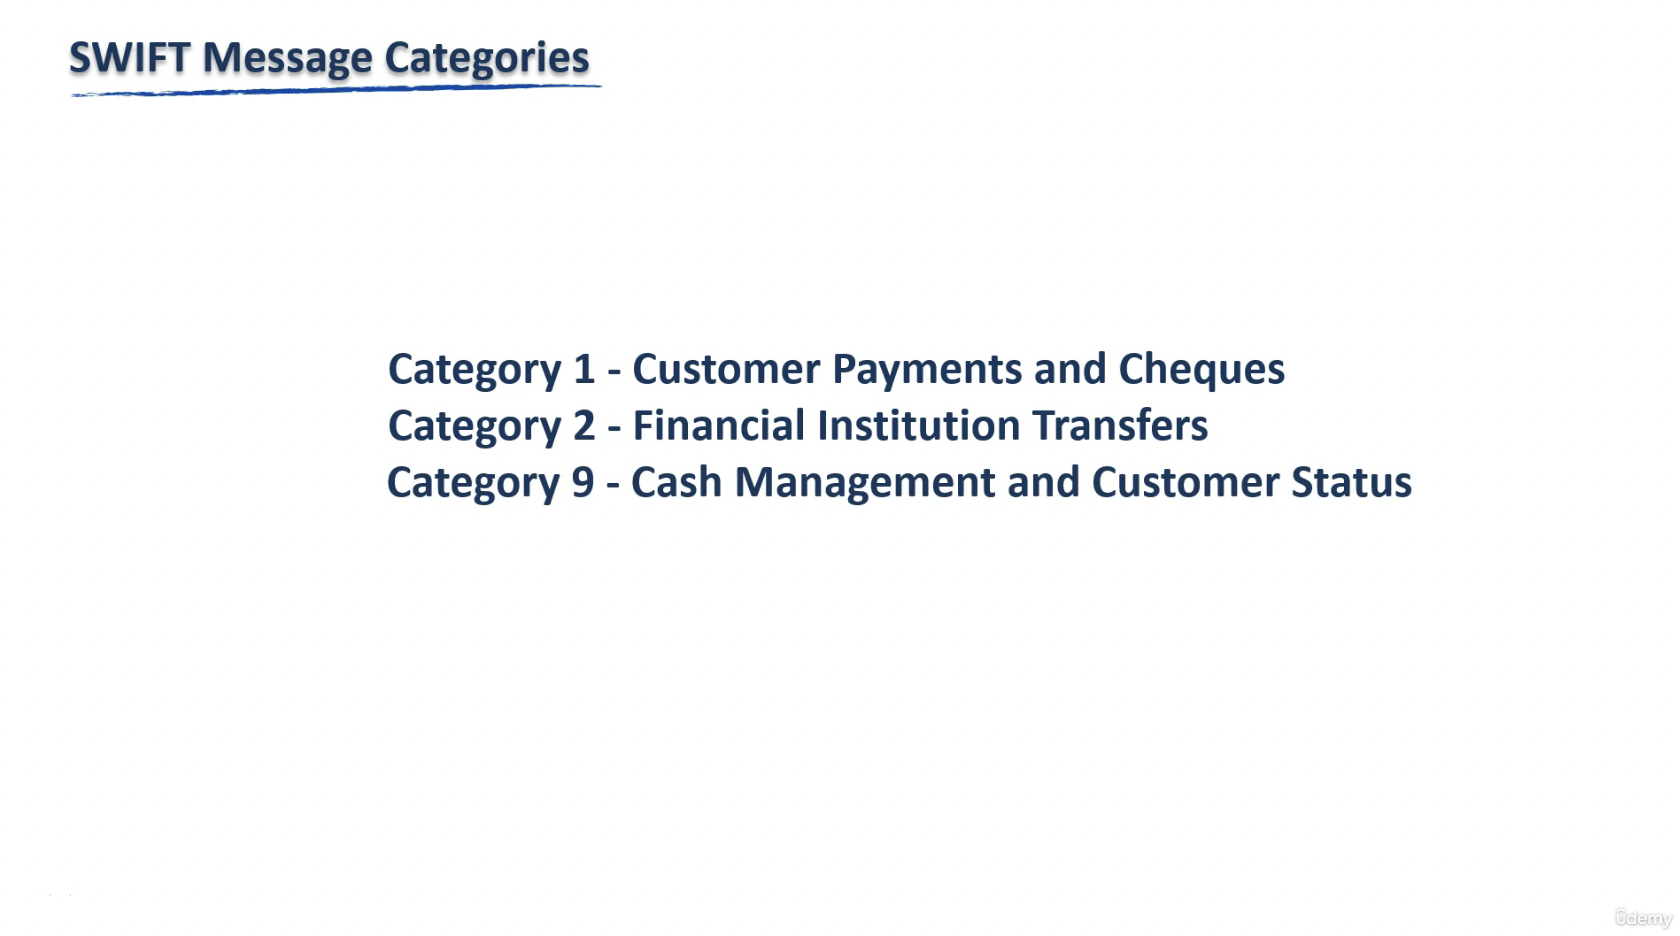 SWIFT Message Categories
Category 1 - Customer Payments and Cheques
Category 2 - Financial Institution Transfers
Category 9 - Cash Management and Customer Status
ûdemy